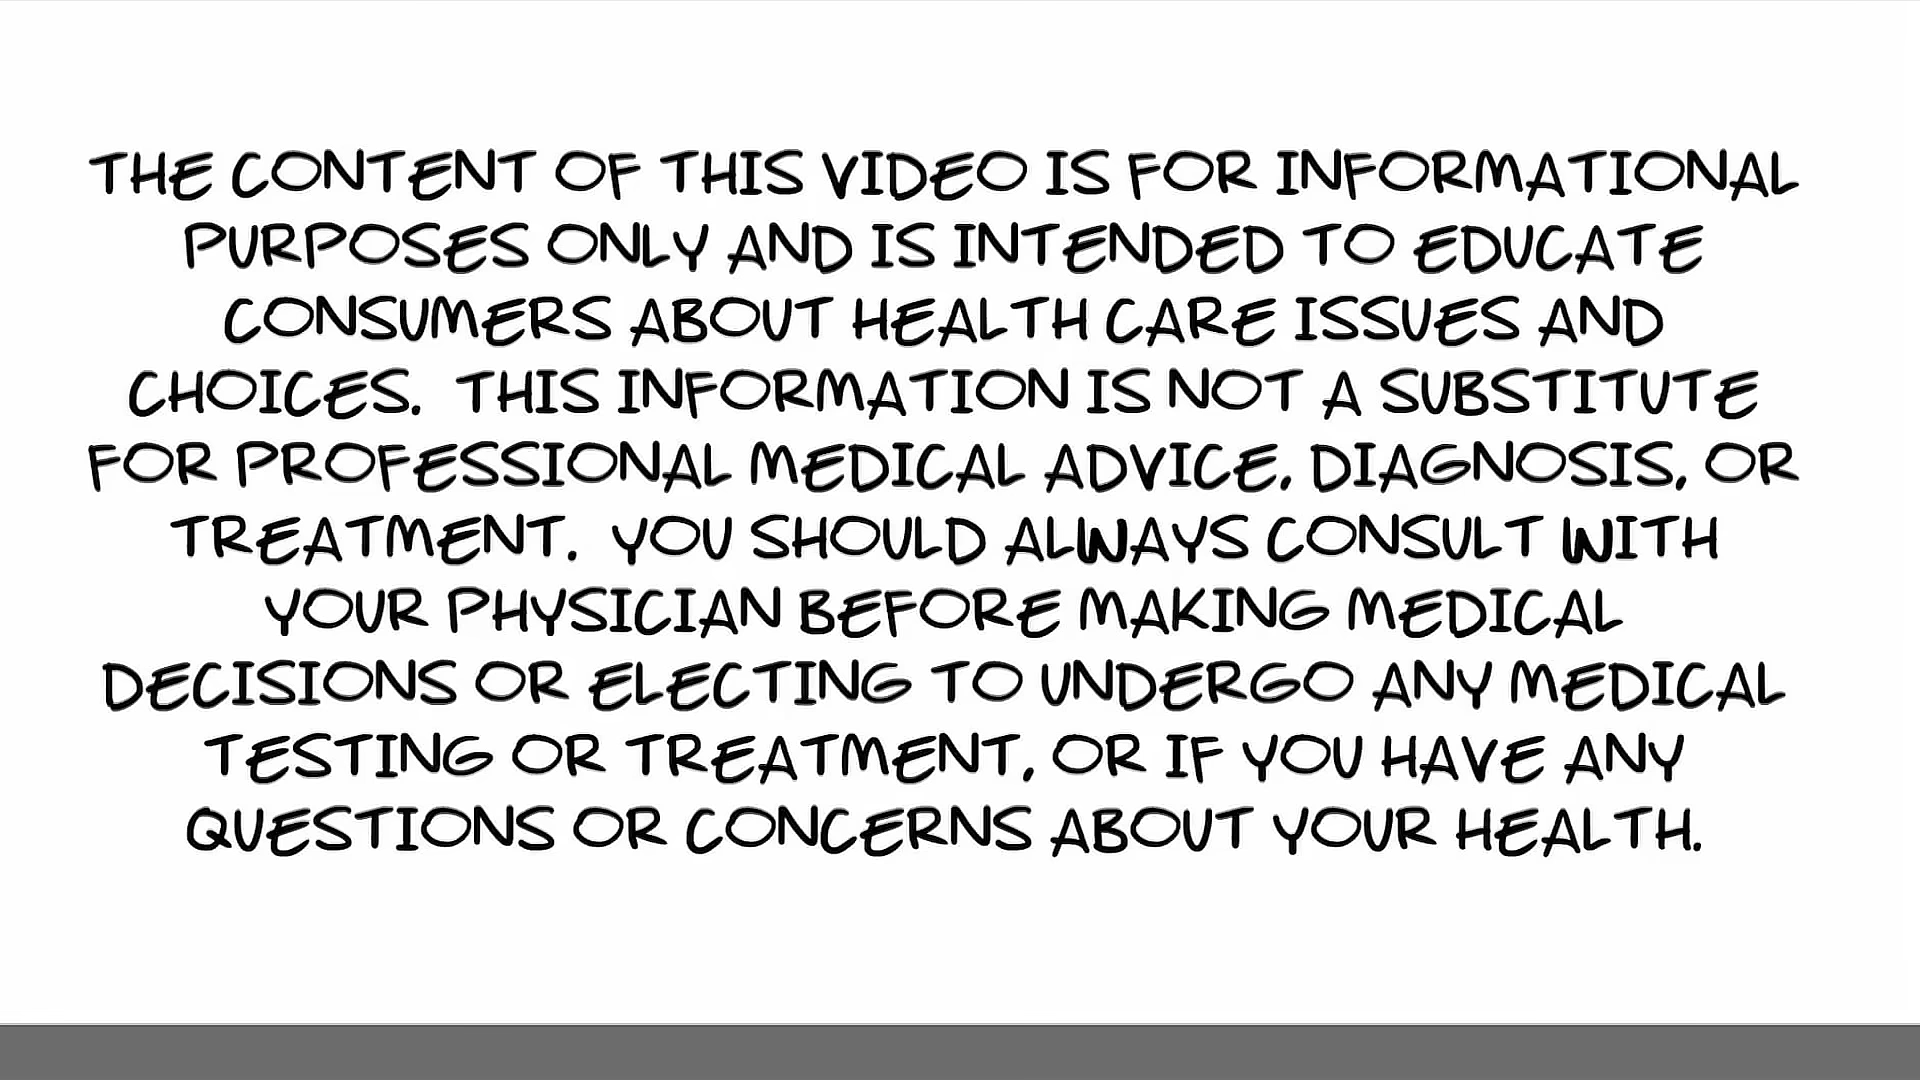 THE CONTENT OF THIS VIDEO IS FOR INFORMATIONAL
PURPOSES ONLY AND IS INTENDED TO EDUCATE
CONSUMERS ABOUT HEALTH CARE ISSUES AND
CHOICES. THIS INFORMATION IS NOT A SUBSTITUTE
FOR PROFESSIONAL MEDICAL ADVICE, DIAGNOSIS, OR
TREATMENT. YOU SHOULD ALWAYS CONSULT WITH
YOUR PHYSICIAN BEFORE MAKING MEDICAL
DECISIONS OR ELECTING TO UNDERGO ANY MEDICAL
TESTING OR TREATMENT, OR IF YOU HAVE ANY
QUESTIONS OR CONCERNS ABOUT YOUR HEALTH.